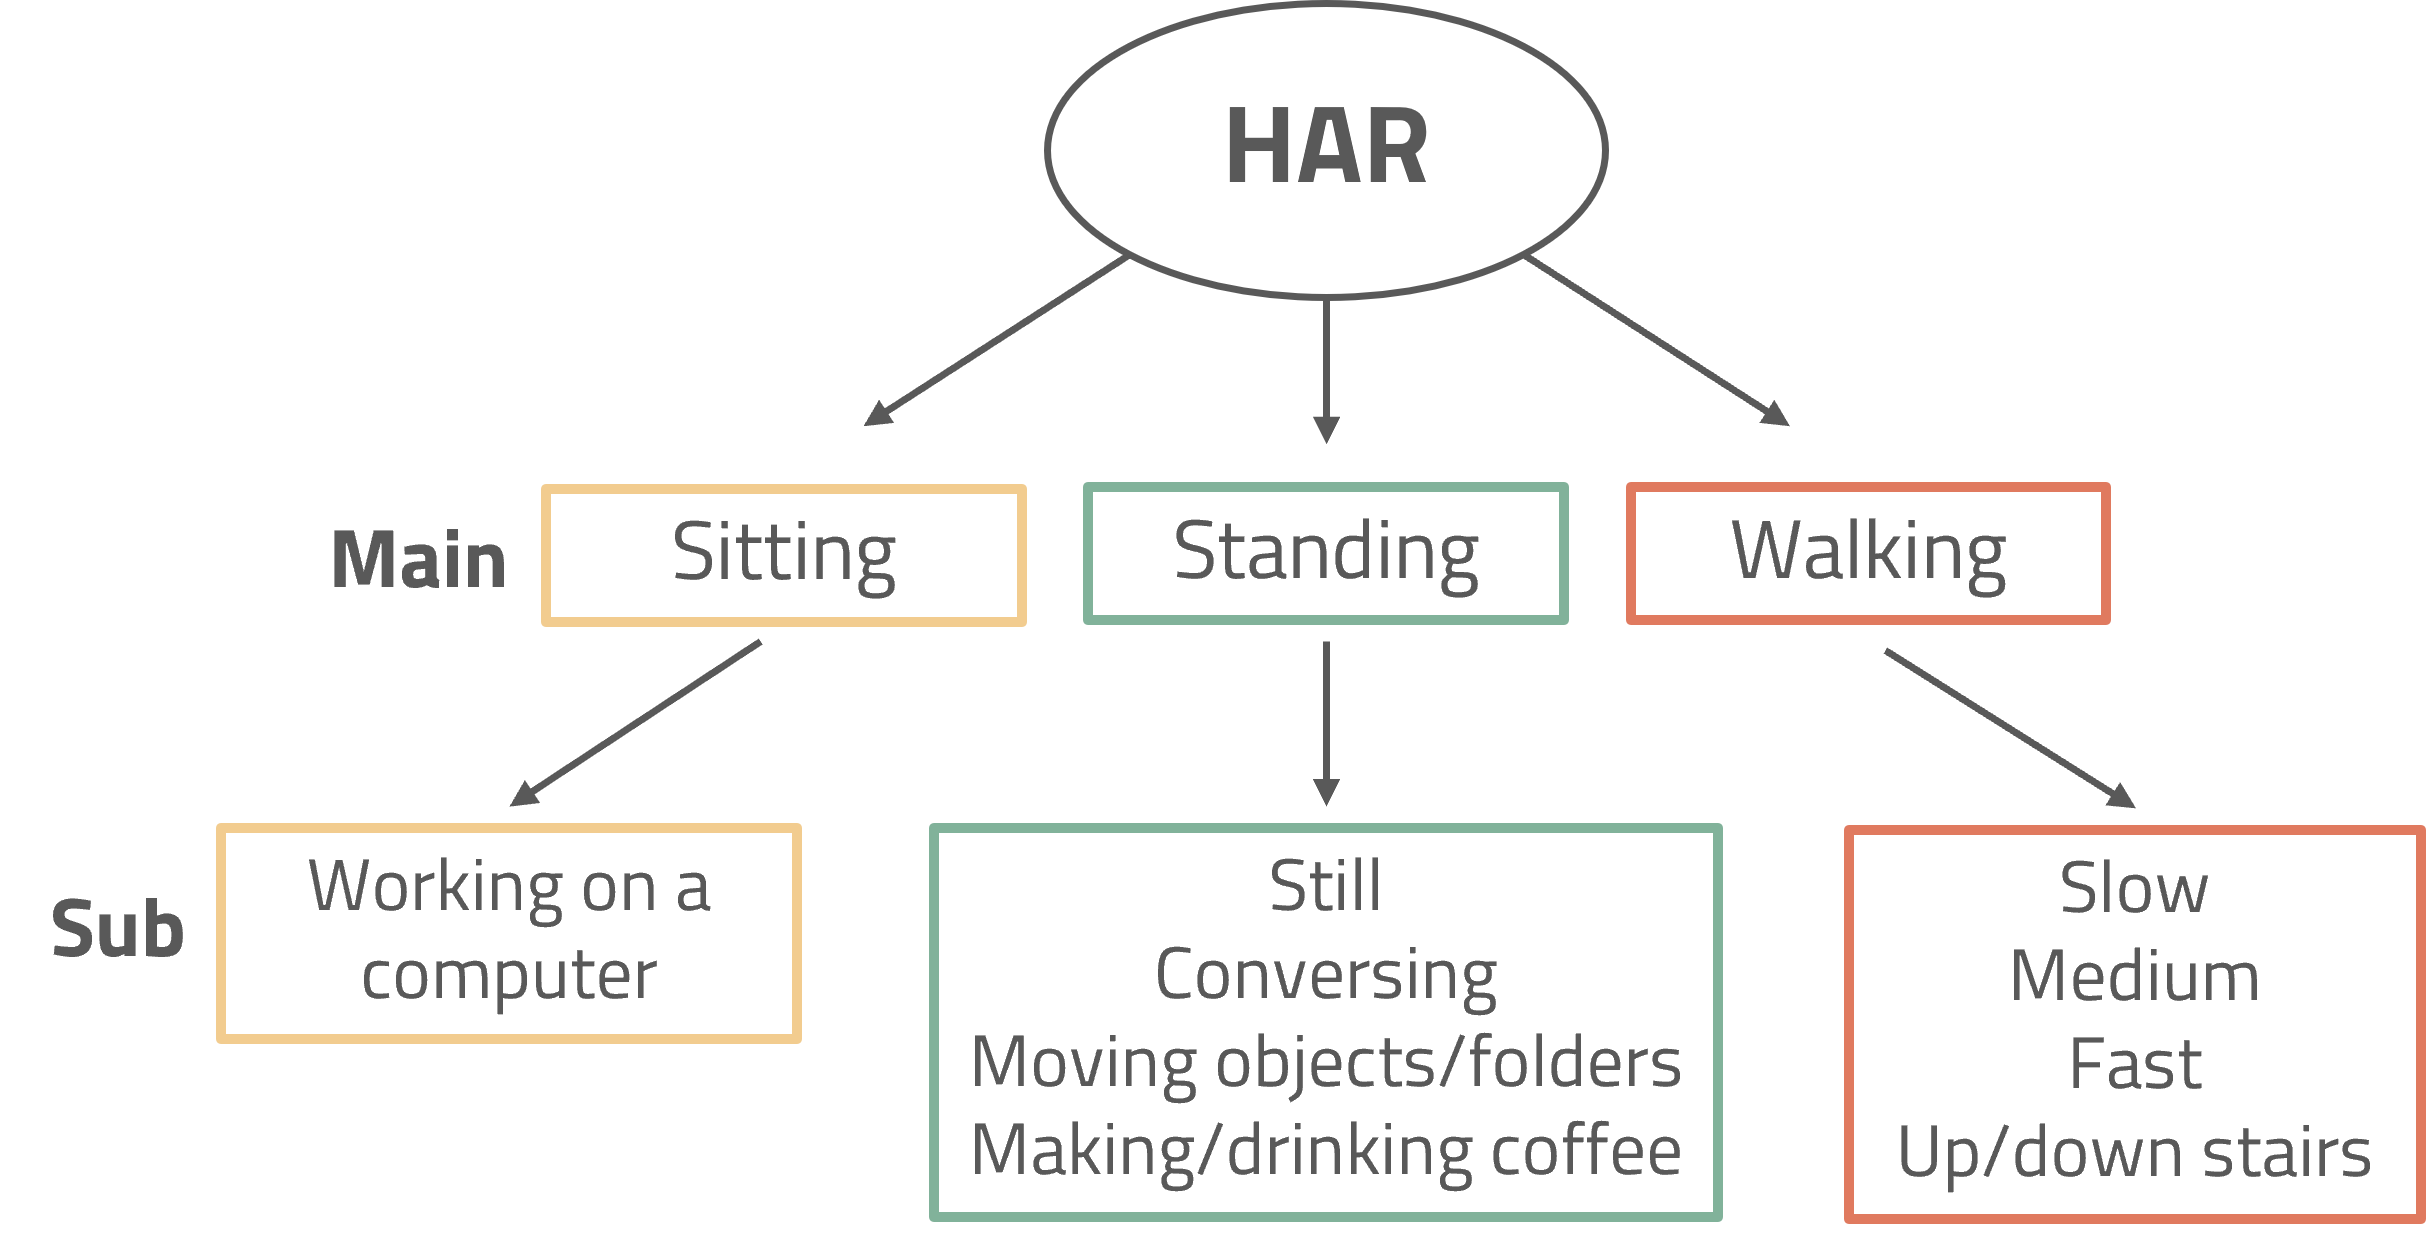 HAR
Main
Sitting
Standing
Walking
Sub
Working on a
computer
Still
Conversing
Moving objects/folders
Making/drinking coffee
Slow
Medium
Fast
Up/down stairs